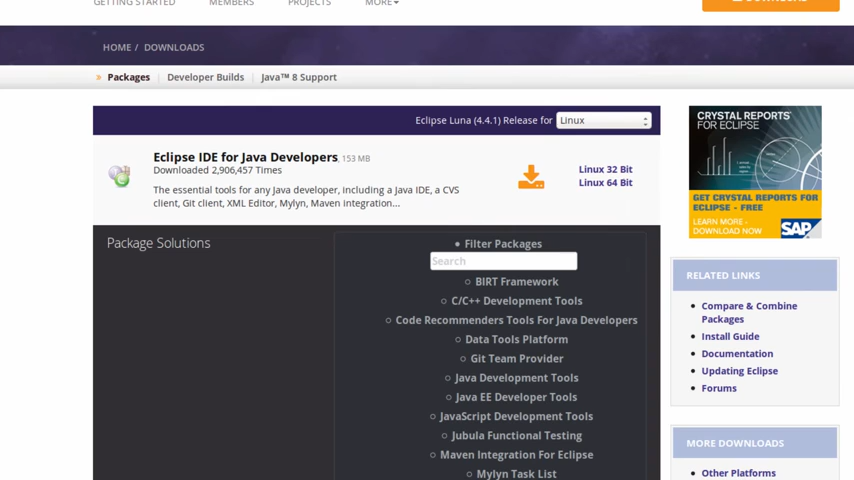 GETTING STARTED MEMBERS PROJECTS MORE
DOWNLOAD
HOME / DOWNLOADS
» Packages Developer Builds Java™ 8 Support
Eclipse Luna (4.4.1) Release for Linux
Eclipse IDE for Java Developers, 153 MB
Downloaded 2,906,457 Times
The essential tools for any Java developer, including a Java IDE, a CVS
client, Git client, XML Editor, Mylyn, Maven integration...
Linux 32 Bit
Linux 64 Bit
Package Solutions
Filter Packages
Search
BIRT Framework
C/C++ Development Tools
Code Recommenders Tools For Java Developers
Data Tools Platform
Git Team Provider
Java Development Tools
Java EE Developer Tools
JavaScript Development Tools
Jubula Functional Testing
Maven Integration For Eclipse
Mylyn Task List
CRYSTAL REPORTS
FOR ECLIPSE
GET CRYSTAL REPORTS FOR
ECLIPSE - FREE
LEARN MORE -
DOWNLOAD NOW
SAP
RELATED LINKS
Compare & Combine
Packages
Install Guide
Documentation
Updating Eclipse
Forums
MORE DOWNLOADS
Other Platforms